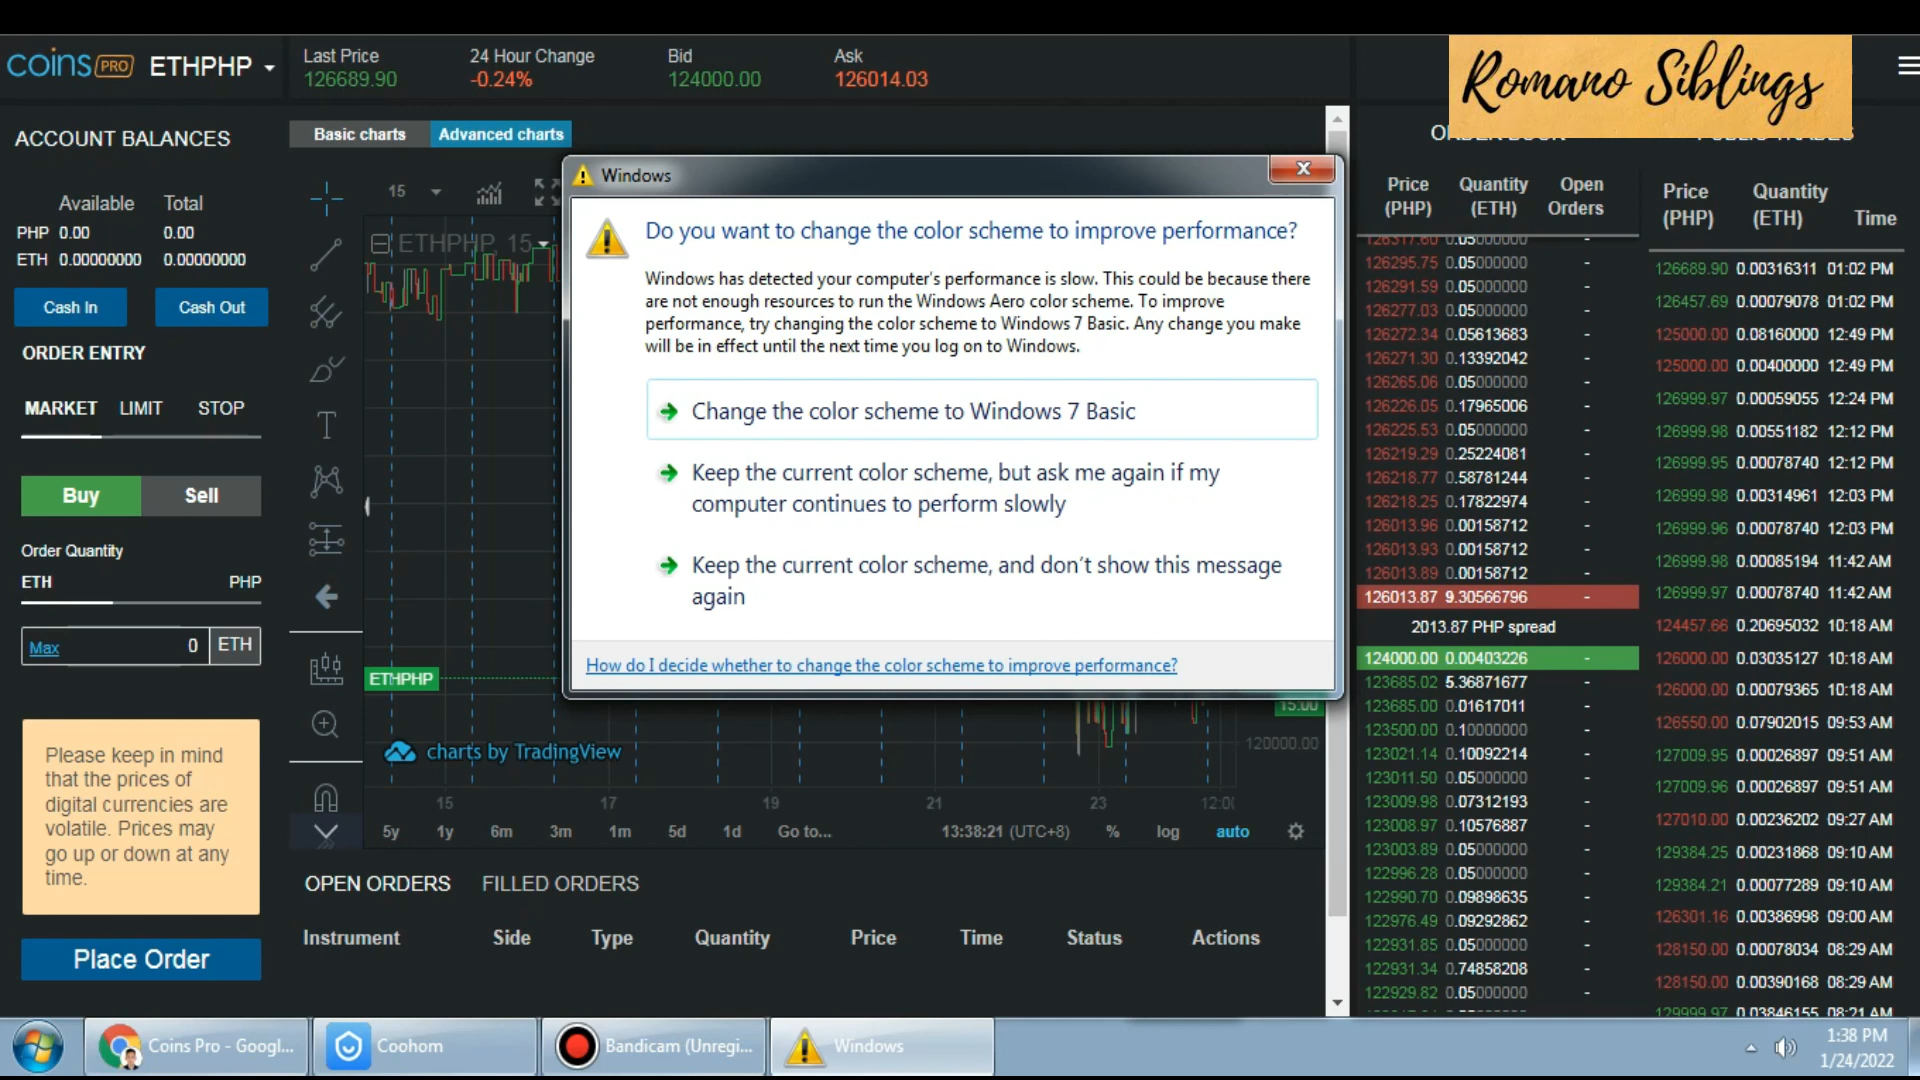 coins PRO ETHPHP
Last Price
126689.90
24 Hour Change
-0.24%
Bid
124000.00
Ask
126014.03
Romano Siblings
ACCOUNT BALANCES
Available Total
PHP 0.00 0.00
ETH 0.00000000 0.00000000
Cash In Cash Out
ORDER ENTRY
MARKET LIMIT STOP
Buy Sell
Order Quantity
ETH PHP
Max 0 ETH
Please keep in mind
that the prices of
digital currencies are
volatile. Prices may
go up or down at any
time.
Place Order
Basic charts Advanced charts
15
ETHPHP, 15
ETHPHP
charts by TradingView
15.00
120000.00
15 17 19 21 23
5y 1y 6m 3m 1m 5d 1d Go to... 13:38:21 (UTC+8) % log auto
Windows
Do you want to change the color scheme to improve performance?
Windows has detected your computer's performance is slow. This could be because there
are not enough resources to run the Windows Aero color scheme. To improve
performance, try changing the color scheme to Windows 7 Basic. Any change you make
will be in effect until the next time you log on to Windows.
Change the color scheme to Windows 7 Basic
Keep the current color scheme, but ask me again if my
computer continues to perform slowly
Keep the current color scheme, and don't show this message
again
How do I decide whether to change the color scheme to improve performance?
OPEN ORDERS FILLED ORDERS
Instrument Side Type Quantity Price Time Status Actions
Price Quantity Open
(PHP) (ETH) Orders
126317.60 0.05000000 -
126295.75 0.05000000 -
126291.59 0.05000000 -
126277.03 0.05000000 -
126272.34 0.05613683 -
126271.30 0.13392042 -
126265.06 0.05000000 -
126226.05 0.17965006 -
126225.53 0.05000000 -
126219.29 0.25224081 -
126218.77 0.58781244 -
126218.25 0.17822974 -
126013.96 0.00158712 -
126013.93 0.00158712 -
126013.89 0.00158712 -
126013.87 9.30566796 -
2013.87 PHP spread
124000.00 0.00403226 -
123685.02 5.36871677 -
123685.00 0.01617011 -
123500.00 0.10000000 -
123021.14 0.10092214 -
123011.50 0.05000000 -
123009.98 0.07312193 -
123008.97 0.10576887 -
123003.89 0.05000000 -
122996.28 0.05000000 -
122990.70 0.09898635 -
122976.49 0.09292862 -
122931.85 0.05000000 -
122931.34 0.74858208 -
122929.82 0.05000000 -
Price Quantity
(PHP) (ETH) Time
126689.90 0.00316311 01:02 PM
126457.69 0.00079078 01:02 PM
125000.00 0.08160000 12:49 PM
125000.00 0.00400000 12:49 PM
126999.97 0.00059055 12:24 PM
126999.98 0.00551182 12:12 PM
126999.95 0.00078740 12:12 PM
126999.98 0.00314961 12:03 PM
126999.96 0.00078740 12:03 PM
126999.98 0.00085194 11:42 AM
126999.97 0.00078740 11:42 AM
124457.66 0.20695032 10:18 AM
126000.00 0.03035127 10:18 AM
126000.00 0.00079365 10:18 AM
126550.00 0.07902015 09:53 AM
127009.95 0.00026897 09:51 AM
127009.96 0.00026897 09:51 AM
127010.00 0.00236202 09:27 AM
129384.25 0.00231868 09:10 AM
129384.21 0.00077289 09:10 AM
126301.16 0.00386998 09:00 AM
128150.00 0.00078034 08:29 AM
128150.00 0.00390168 08:29 AM
129999.97 0.03846155 08:21 AM
Coins Pro - Googl... Coohom Bandicam (Unregi... Windows
1:38 PM
1/24/2022